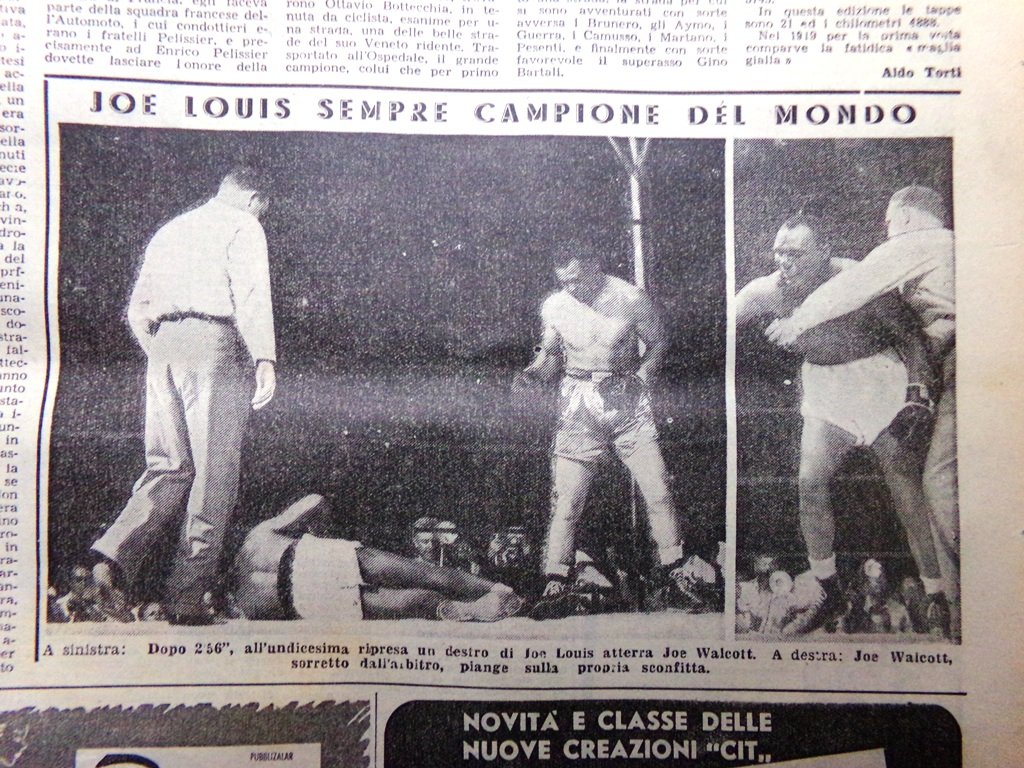 parte della squadra francese del-
l'Automoto, i cui condottieri e-
rano i fratelli Pelissier, e pre-
cisamente ad Enrico Pelissier
dovette lasciare l onore della
rono Ottavio Bottecchia, in te-
nuta da ciclista, esanime per u-
na strada, una delle belle stra-
de del suo Veneto ridente. Tra-
sportato all'Ospedale, il grande
campione, colui che per primo
si sono avventurati con sorte
avversa i Brunero, gli Aymo, i
Guerra, i Camusso, i Martano, i
Pesenti, e finalmente con sorte
favorevole il superasso Gino
Bartali.
In questa edizione le tappe
sono 21 ed i chilometri 4888.
Nel 1919 per la prima volta
comparve la fatidica « maglia
gialla »
Aldo Torti
JOE LOUIS SEMPRE CAMPIONE DÉL MONDO
A sinistra: Dopo 2 56", all'undicesima ripresa un destro di Joe Louis atterra Joe Walcott. A destra: Joe Walcott,
sorretto dall'arbitro, piange sulla propria sconfitta.
PUBBLIZALAR
NOVITÀ E CLASSE DELLE
NUOVE CREAZIONI "CIT„